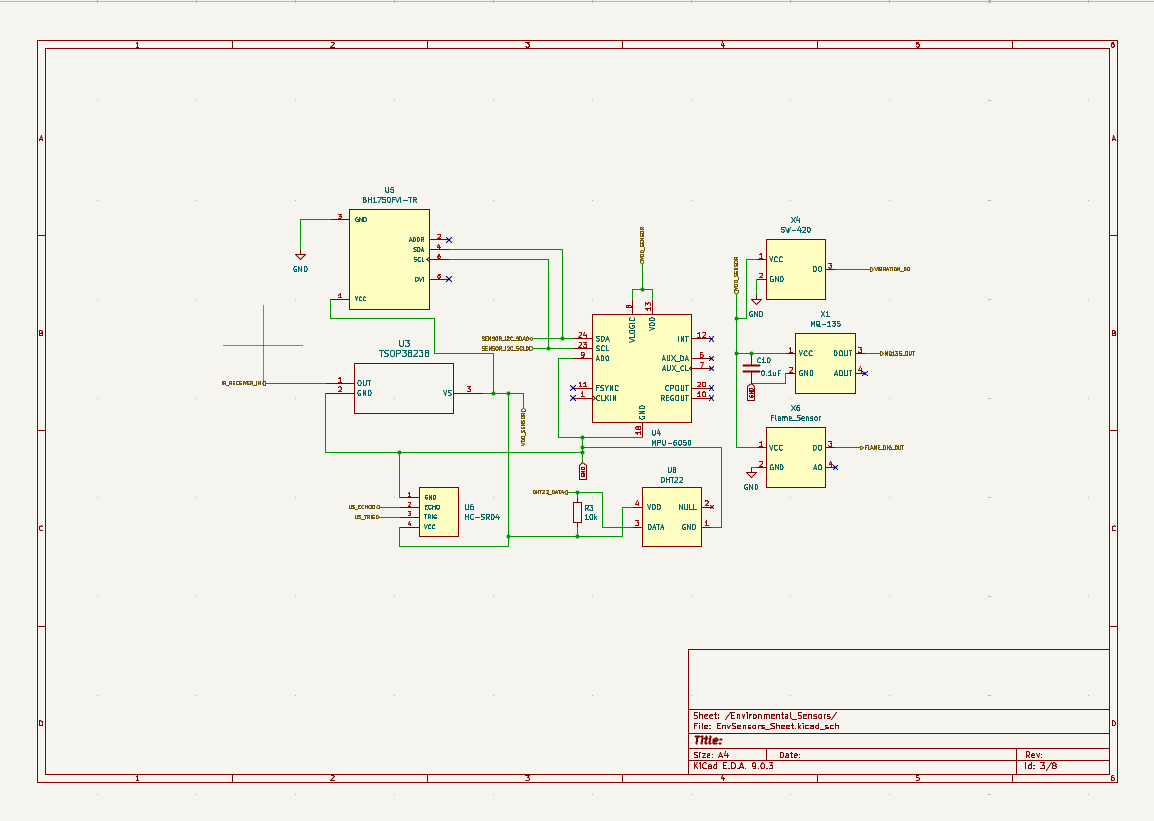 1 2 3 4 5 6
A A
U5
BH1750FVI-TR
3 GND
ADDR 2
SDA 4
SCL 6
DVI
1 VCC
GND
VDD_SENSOR
8 13
VLOGIC VDD
SENSOR_I2C_SDA 24 SDA INT 12
SENSOR_I2C_SCL 23 SCL
9 AD0 AUX_DA 6
AUX_CL 7
11 FSYNC CPOUT 20
1 CLKIN REGOUT 10
GND
18
U4
MPU-6050
GND
X4
SW-420
VDD_SENSOR
1 VCC
DO 3 VIBRATION_DO
2 GND
GND
B B
X1
MQ-135
1 VCC DOUT 3 MQ135_OUT
2 GND AOUT 4
C10
0.1uF
GND
U3
TSOP38238
IR_RECEIVER_IN 1 OUT
2 GND
VS 3
VDD_SENSOR
X6
Flame_Sensor
1 VCC DO 3 FLAME_DIG_OUT
2 GND AO 4
GND
1 GND
US_ECHO 2 ECHO
US_TRIG 3 TRIG
4 VCC
U6
HC-SR04
DHT22_DATA
R3
10k
U8
DHT22
4 VDD NULL 2
3 DATA GND 1
C C
D D
Sheet: /Environmental_Sensors/
File: EnvSensors_Sheet.kicad_sch
Title:
Size: A4 Date: Rev:
KiCad E.D.A. 9.0.3 Id: 3/8
1 2 3 4 5 6